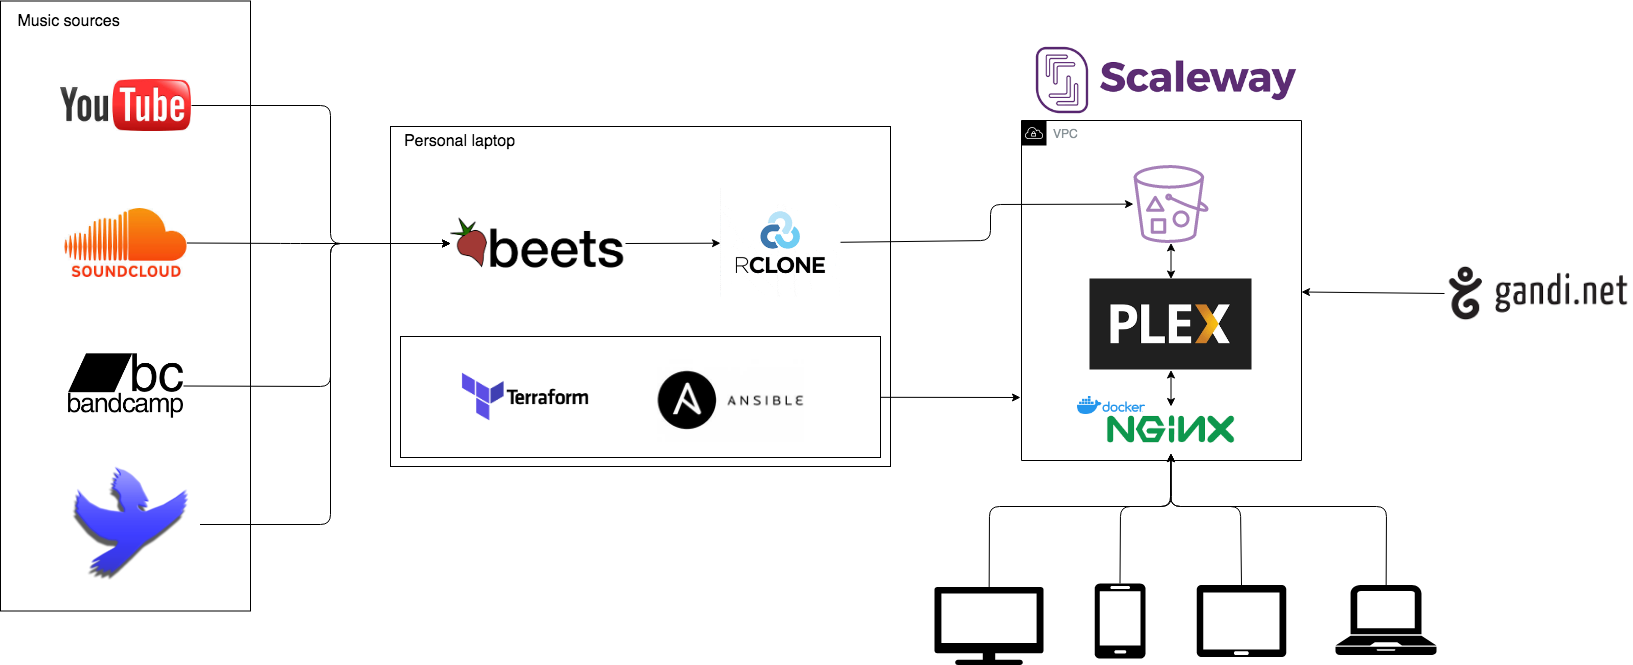 Music sources
YouTube
SOUNDCLOUD
bc
bandcamp
Personal laptop
beets
RCLONE
Terraform
ANSIBLE
Scaleway
VPC
PLEX
docker
NGINX
gandi.net